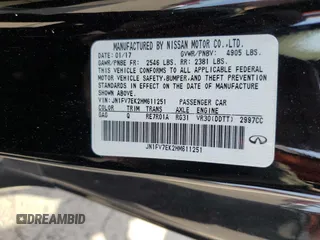 MANUFACTURED BY NISSAN MOTOR CO.,LTD.
DATE: 01/17 GVWR/PNBV: 4905 LBS.
GAWR/PNBE FR: 2546 LBS. RR: 2381 LBS.
THIS VEHICLE CONFORMS TO ALL APPLICABLE FEDERAL
MOTOR VEHICLE SAFETY, BUMPER, AND THEFT PREVENTION
STANDARDS IN EFFECT ON THE DATE OF MANUFACTURE
SHOWN ABOVE.
VIN: JN1FV7EK2HM611251 PASSENGER CAR
COLOR TRIM TRANS AXLE ENGINE
GAO Q RE7R01A RG31 VR30(DDTT) 2997CC
JN1FV7EK2HM611251
INFINITI
DREAMBID